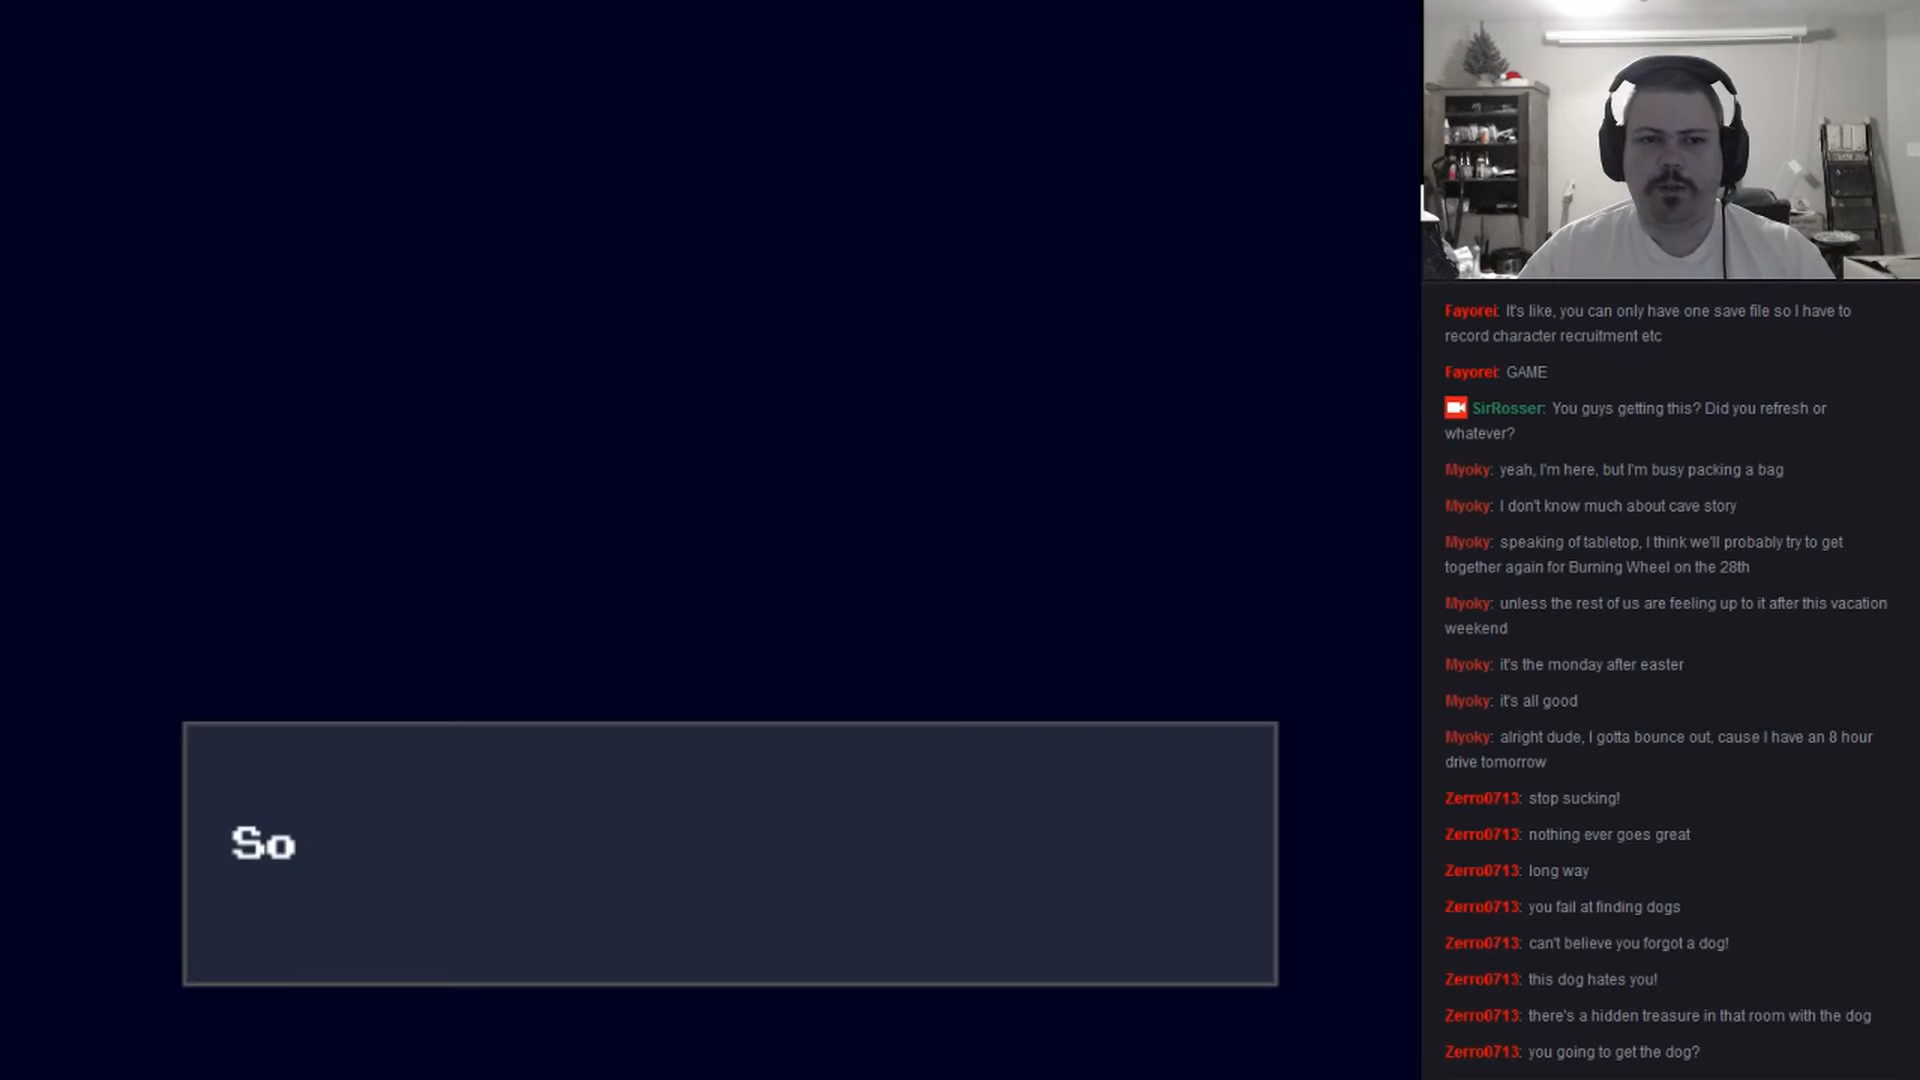 So
Fayorei: It's like, you can only have one save file so I have to
record character recruitment etc
Fayorei: GAME
SirRosser: You guys getting this? Did you refresh or
whatever?
Myoky: yeah, I'm here, but I'm busy packing a bag
Myoky: I don't know much about cave story
Myoky: speaking of tabletop, I think we'll probably try to get
together again for Burning Wheel on the 28th
Myoky: unless the rest of us are feeling up to it after this vacation
weekend
Myoky: it's the monday after easter
Myoky: it's all good
Myoky: alright dude, I gotta bounce out, cause I have an 8 hour
drive tomorrow
Zerro0713: stop sucking!
Zerro0713: nothing ever goes great
Zerro0713: long way
Zerro0713: you fail at finding dogs
Zerro0713: can't believe you forgot a dog!
Zerro0713: this dog hates you!
Zerro0713: there's a hidden treasure in that room with the dog
Zerro0713: you going to get the dog?